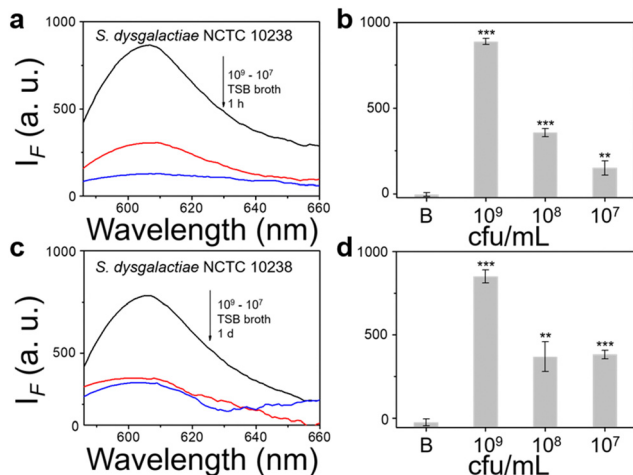 a
S. dysgalactiae NCTC 10238
10⁹ - 10⁷
TSB broth
1 h
1000
500
0
I_F (a. u.)
600 620 640 660
Wavelength (nm)
b
1000
500
0
***
***
**
B 10⁹ 10⁸ 10⁷
cfu/mL
c
S. dysgalactiae NCTC 10238
10⁹ - 10⁷
TSB broth
1 d
1000
500
0
I_F (a. u.)
600 620 640 660
Wavelength (nm)
d
1000
500
0
***
**
***
B 10⁹ 10⁸ 10⁷
cfu/mL